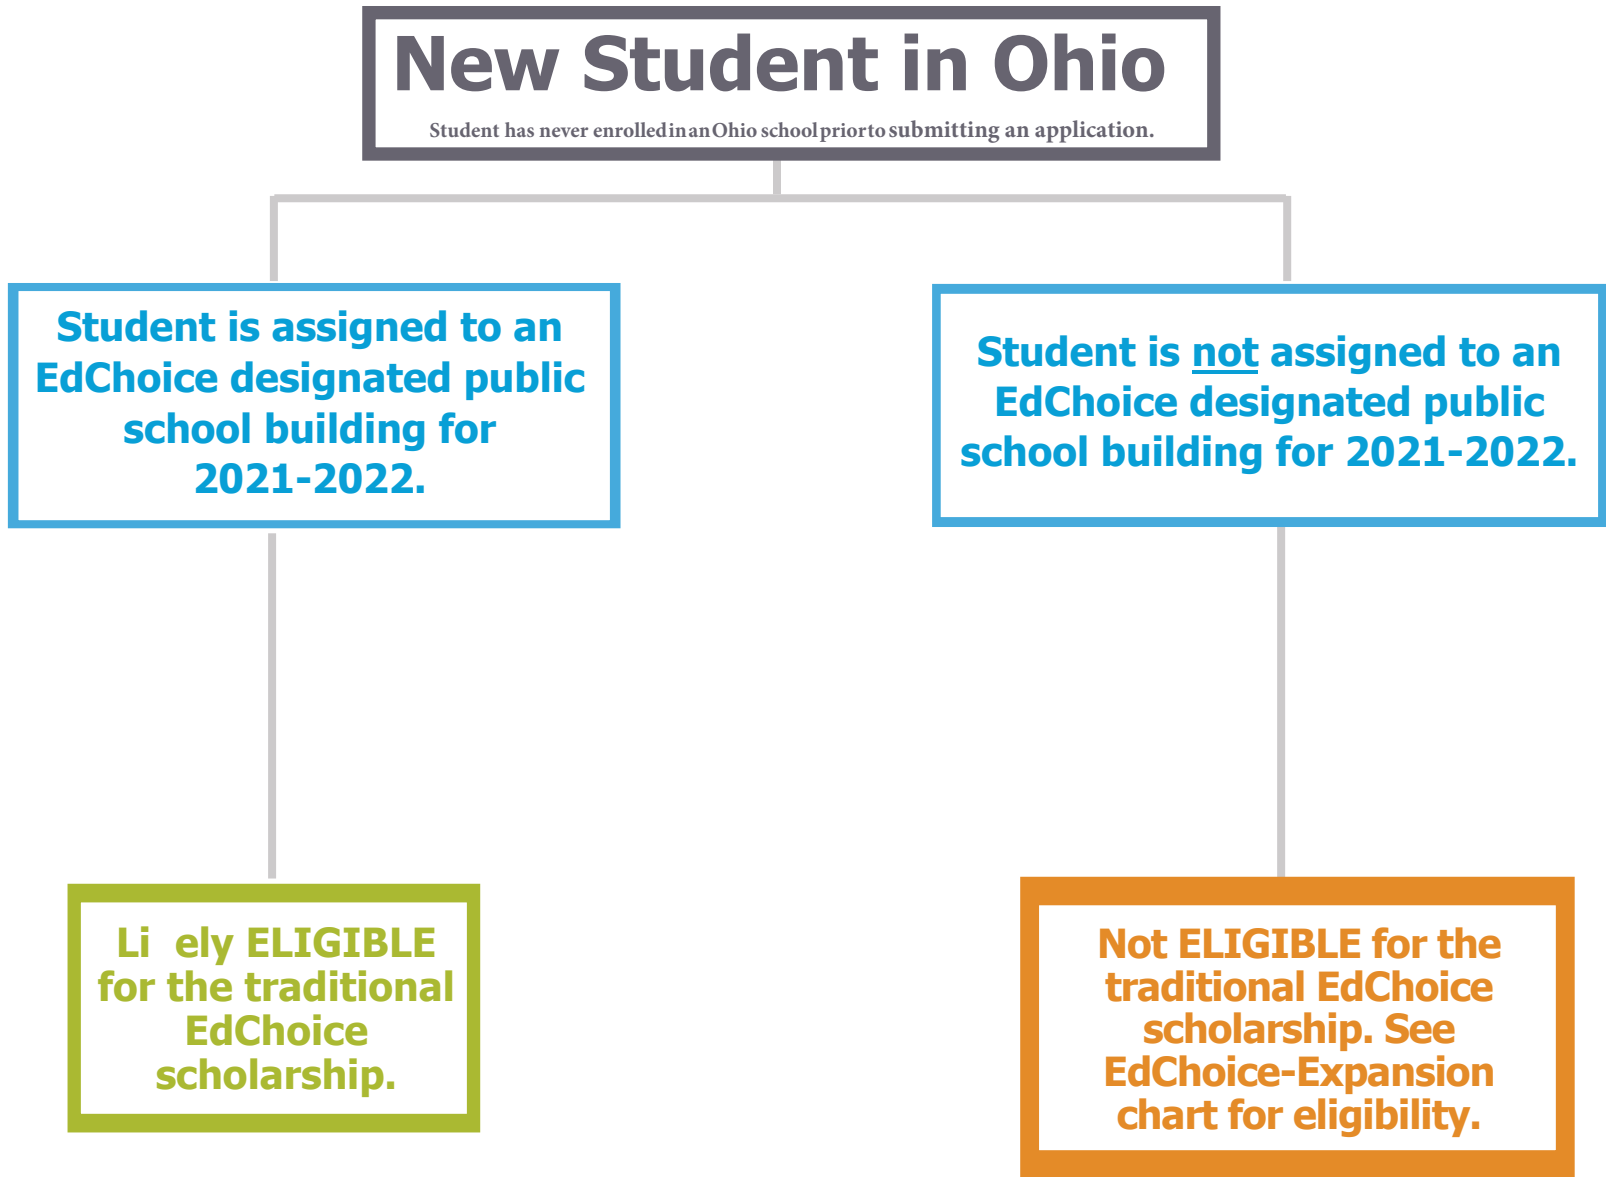 New Student in Ohio
Student has never enrolled in an Ohio school prior to submitting an application.
Student is assigned to an
EdChoice designated public
school building for
2021-2022.
Student is not assigned to an
EdChoice designated public
school building for 2021-2022.
Li ely ELIGIBLE
for the traditional
EdChoice
scholarship.
Not ELIGIBLE for the
traditional EdChoice
scholarship. See
EdChoice-Expansion
chart for eligibility.